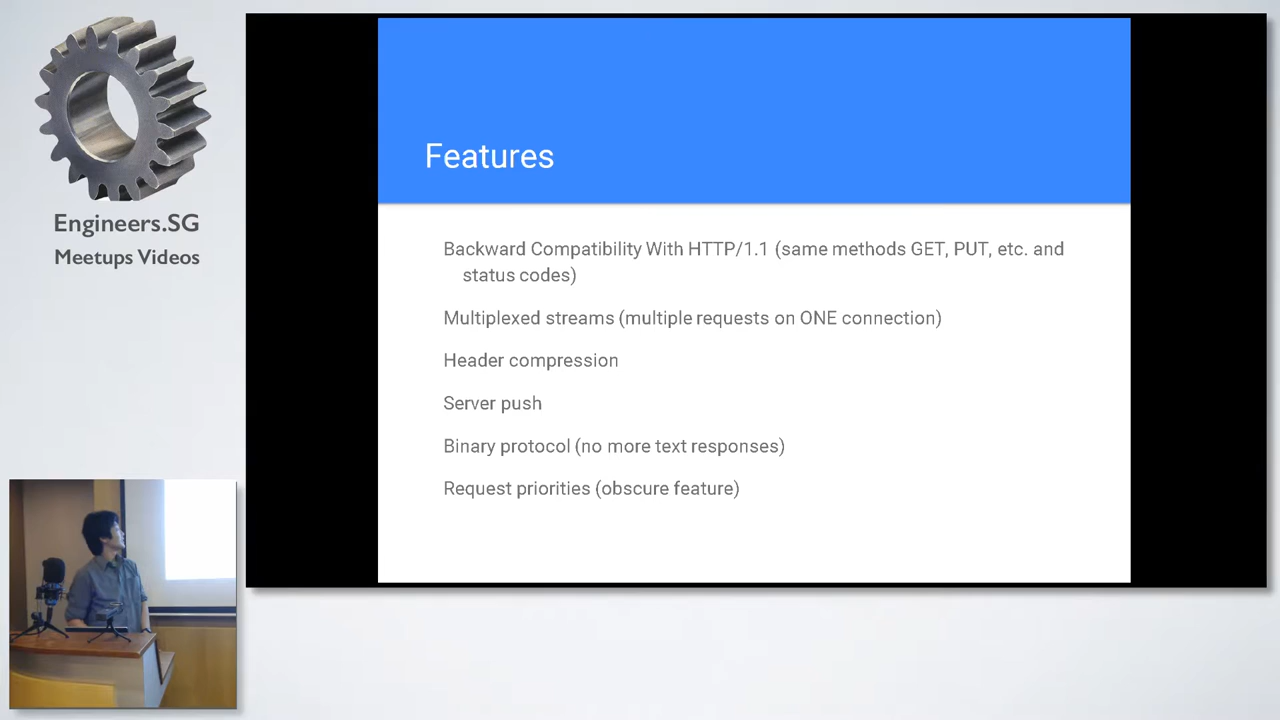 Engineers.SG
Meetups Videos
Features
Backward Compatibility With HTTP/1.1 (same methods GET, PUT, etc. and
status codes)
Multiplexed streams (multiple requests on ONE connection)
Header compression
Server push
Binary protocol (no more text responses)
Request priorities (obscure feature)